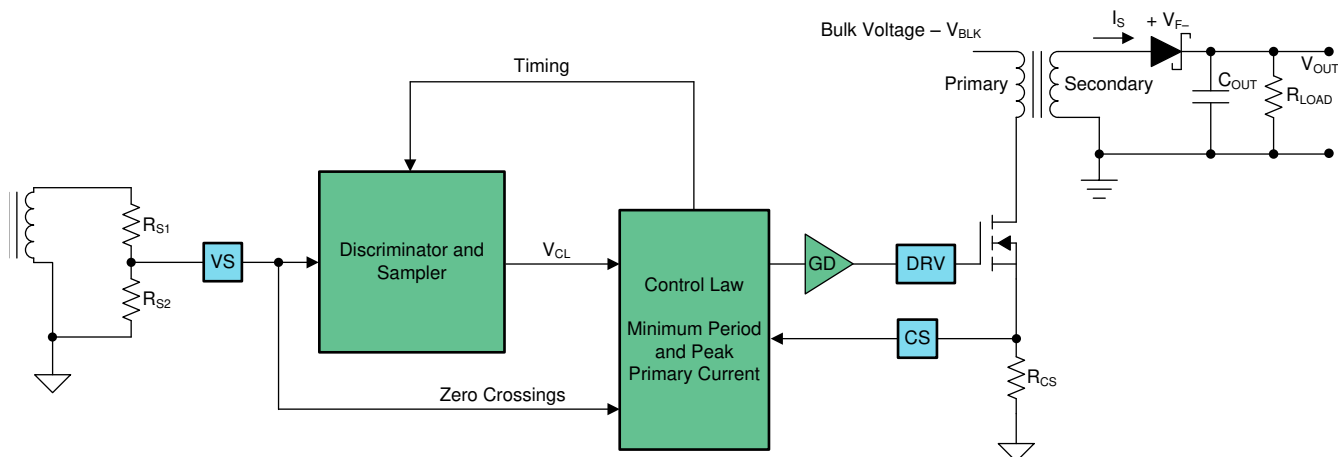 Bulk Voltage – VBLK
IS
+ VF–
VOUT
Timing
Primary
Secondary
COUT
RLOAD
RS1
VS
RS2
Discriminator and
Sampler
VCL
Control Law
Minimum Period
and Peak
Primary Current
GD
DRV
CS
RCS
Zero Crossings